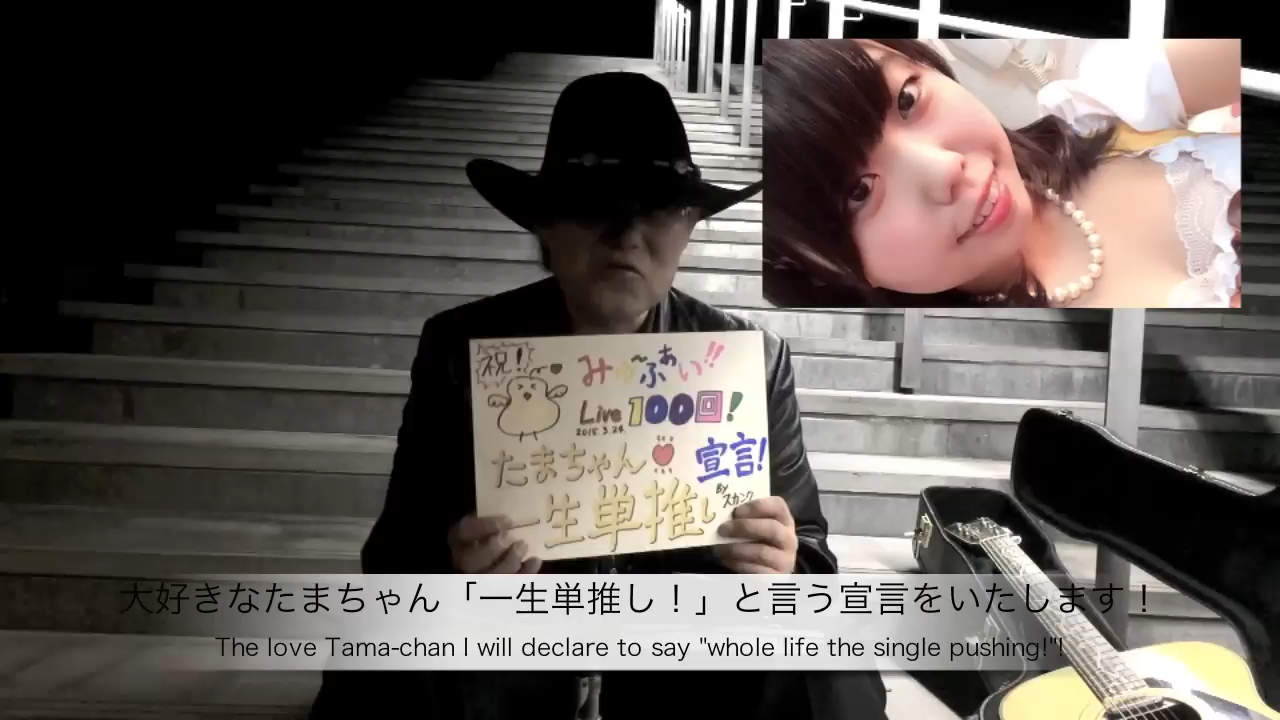 祝!
みゅ～ふぁい!!
Live 100回!
2015.3.24
たまちゃん 宣言!
一生単推し
By スカンク
大好きなたまちゃん「一生単推し！」と言う宣言をいたします！
The love Tama-chan I will declare to say "whole life the single pushing!"!